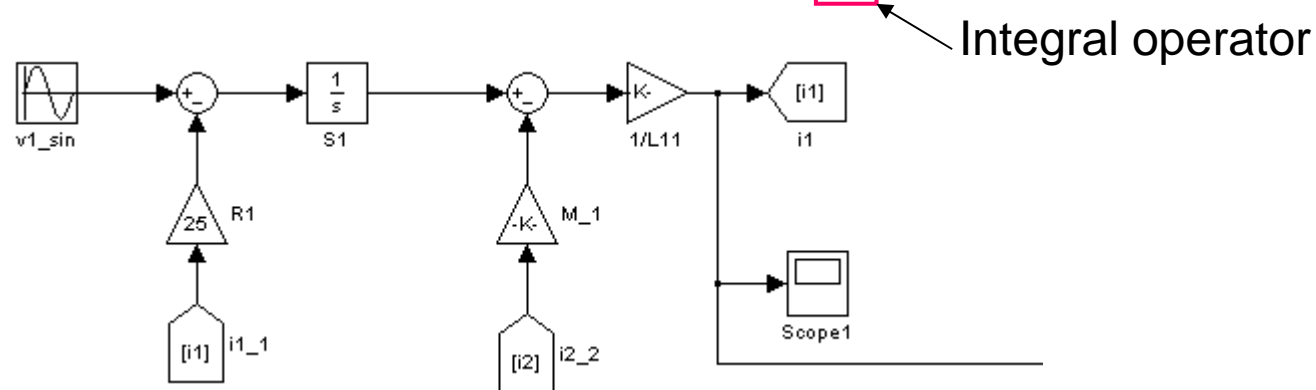 Integral operator
v1_sin
+
-
1
s
S1
+
-
K-
1/L11
[i1]
i1
25
R1
-K-
M_1
[i1]
i1_1
[i2]
i2_2
Scope1